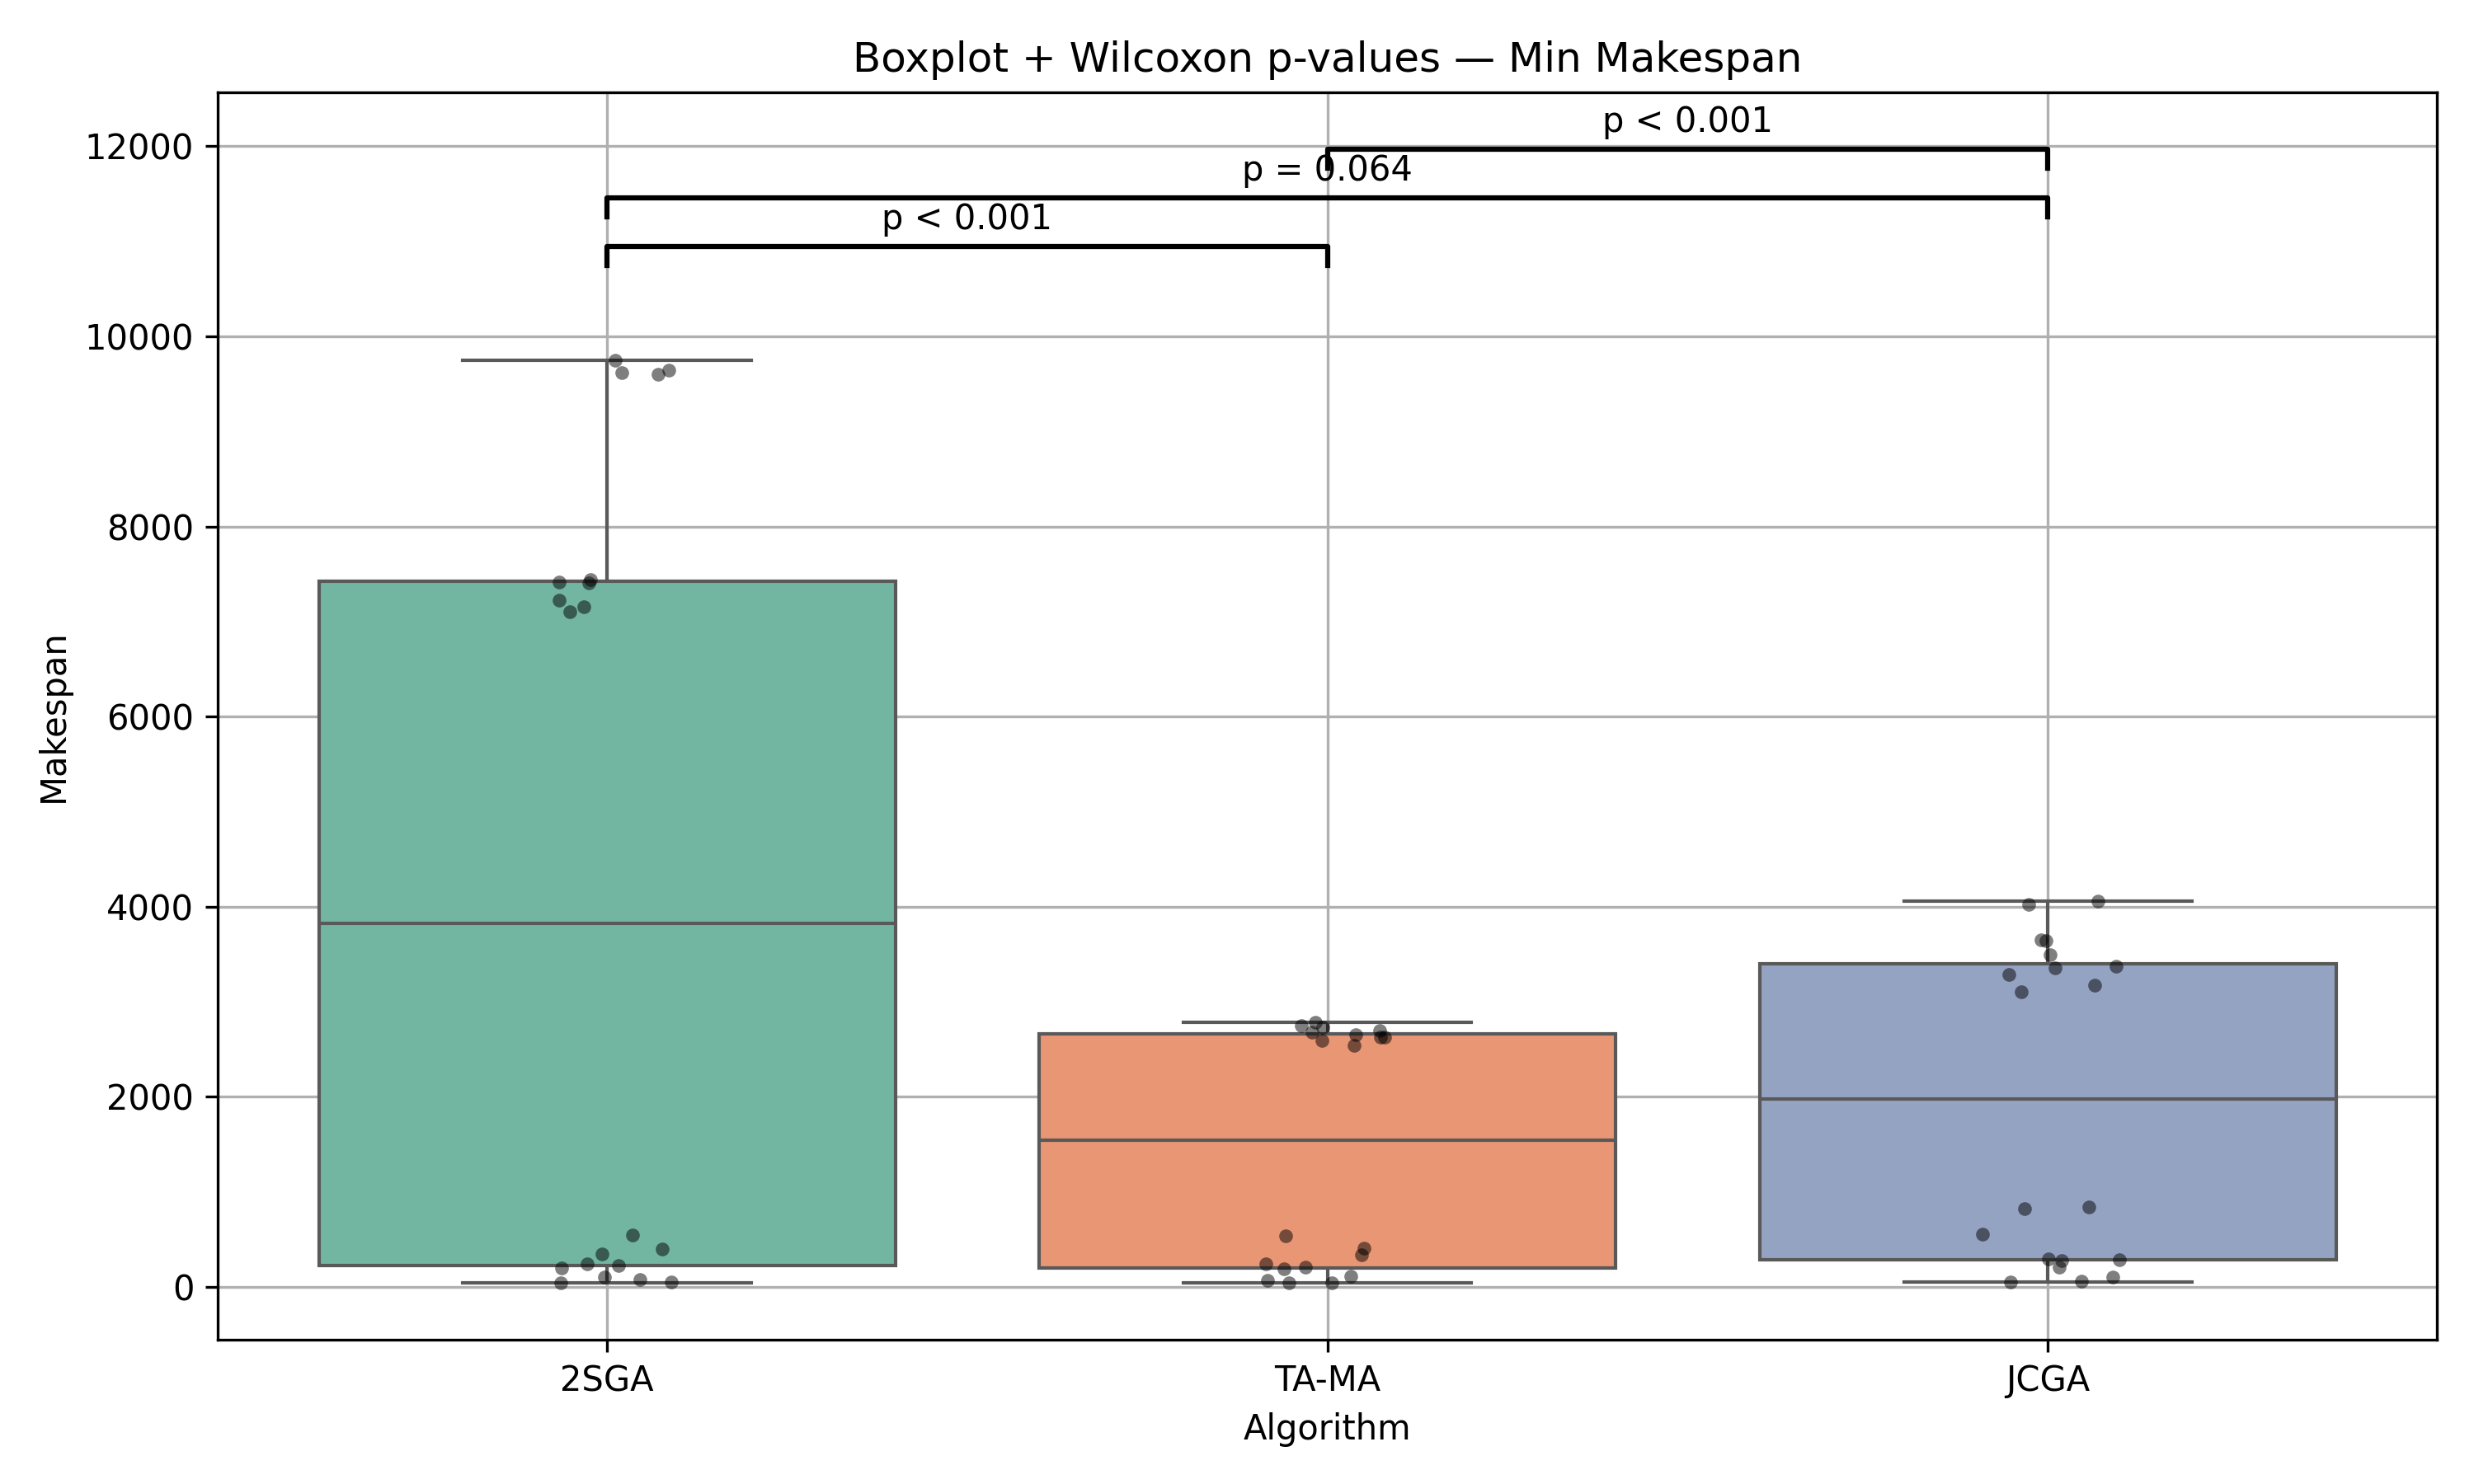 Boxplot + Wilcoxon p-values — Min Makespan
p < 0.001
p = 0.064
p < 0.001
12000
10000
8000
6000
4000
2000
0
Makespan
2SGA
TA-MA
JCGA
Algorithm